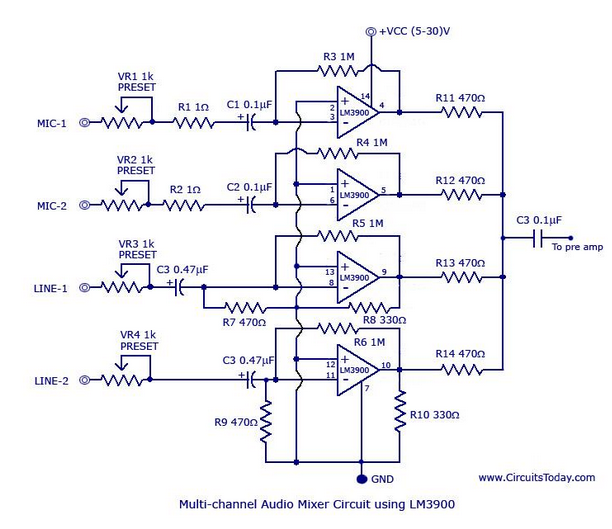 +VCC (5-30)V
R3 1M
VR1 1k
PRESET
MIC-1
R1 1Ω
C1 0.1µF
+
2
3
+
-
14
LM3900
4
R11 470Ω
R4 1M
VR2 1k
PRESET
MIC-2
R2 1Ω
C2 0.1µF
+
1
6
+
-
LM3900
5
R12 470Ω
C3 0.1µF
To pre amp
R5 1M
VR3 1k
PRESET
LINE-1
C3 0.47µF
+
13
8
+
-
LM3900
9
R13 470Ω
R7 470Ω
R8 330Ω
R6 1M
VR4 1k
PRESET
LINE-2
C3 0.47µF
+
12
11
+
-
LM3900
10
7
R14 470Ω
R9 470Ω
R10 330Ω
GND
www.CircuitsToday.com
Multi-channel Audio Mixer Circuit using LM3900